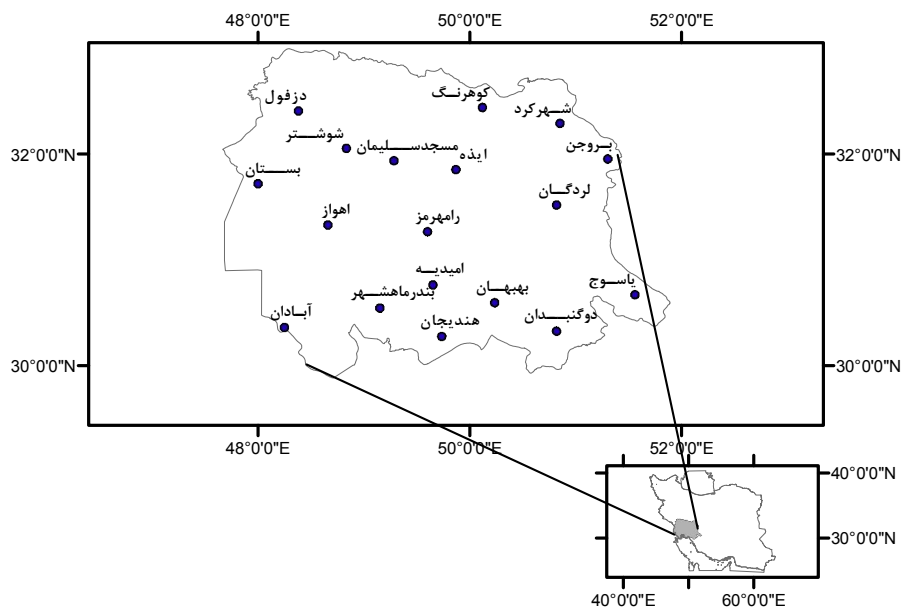 48°0'0"E 50°0'0"E 52°0'0"E
کوهرنگ
دزفول
شهرکرد
شوشتر
مسجدسلیمان
بروجن
ایذه
32°0'0"N 32°0'0"N
بستان
لردگان
اهواز
رامهرمز
امیدیه
یاسوج
بهبهان
بندرماهشهر
آبادان
دوگنبدان
هندیجان
30°0'0"N 30°0'0"N
48°0'0"E 50°0'0"E 52°0'0"E
40°0'0"N
30°0'0"N
40°0'0"E 60°0'0"E